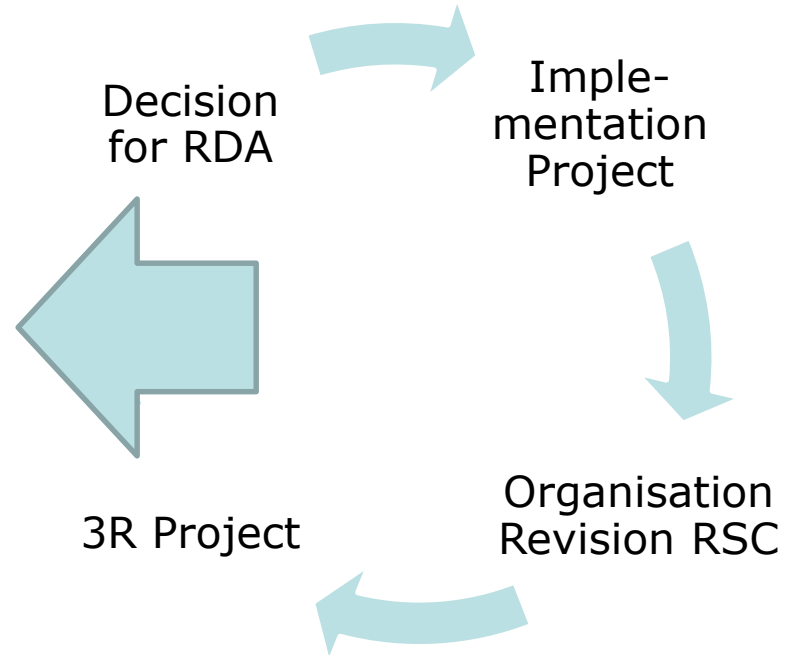 Decision
for RDA
Imple-
mentation
Project
Organisation
Revision RSC
3R Project